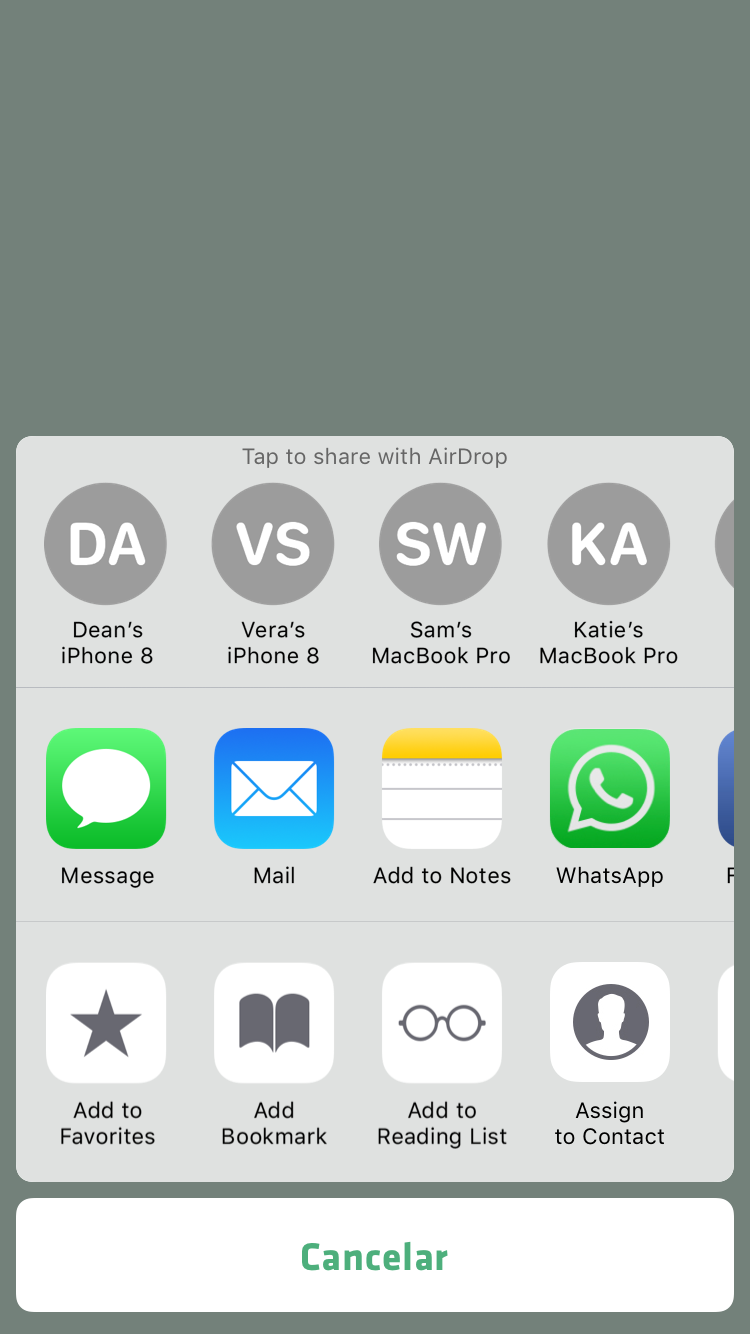 Tap to share with AirDrop
DA VS SW KA
Dean’s Vera’s Sam’s Katie’s
iPhone 8 iPhone 8 MacBook Pro MacBook Pro
Message Mail Add to Notes WhatsApp F
Add to Add Add to Assign
Favorites Bookmark Reading List to Contact
Cancelar